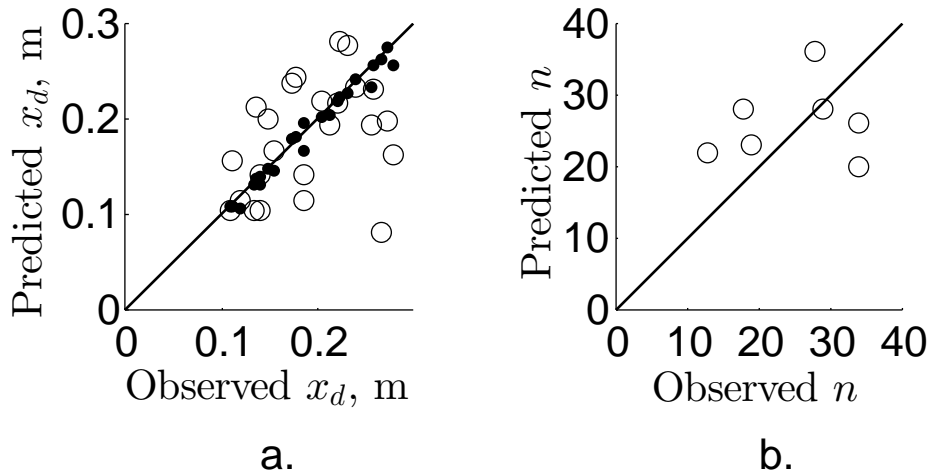 0.3
0.2
0.1
0
0 0.1 0.2
Predicted x_d, m
Observed x_d, m
a.
40
30
20
10
0
0 10 20 30 40
Predicted n
Observed n
b.